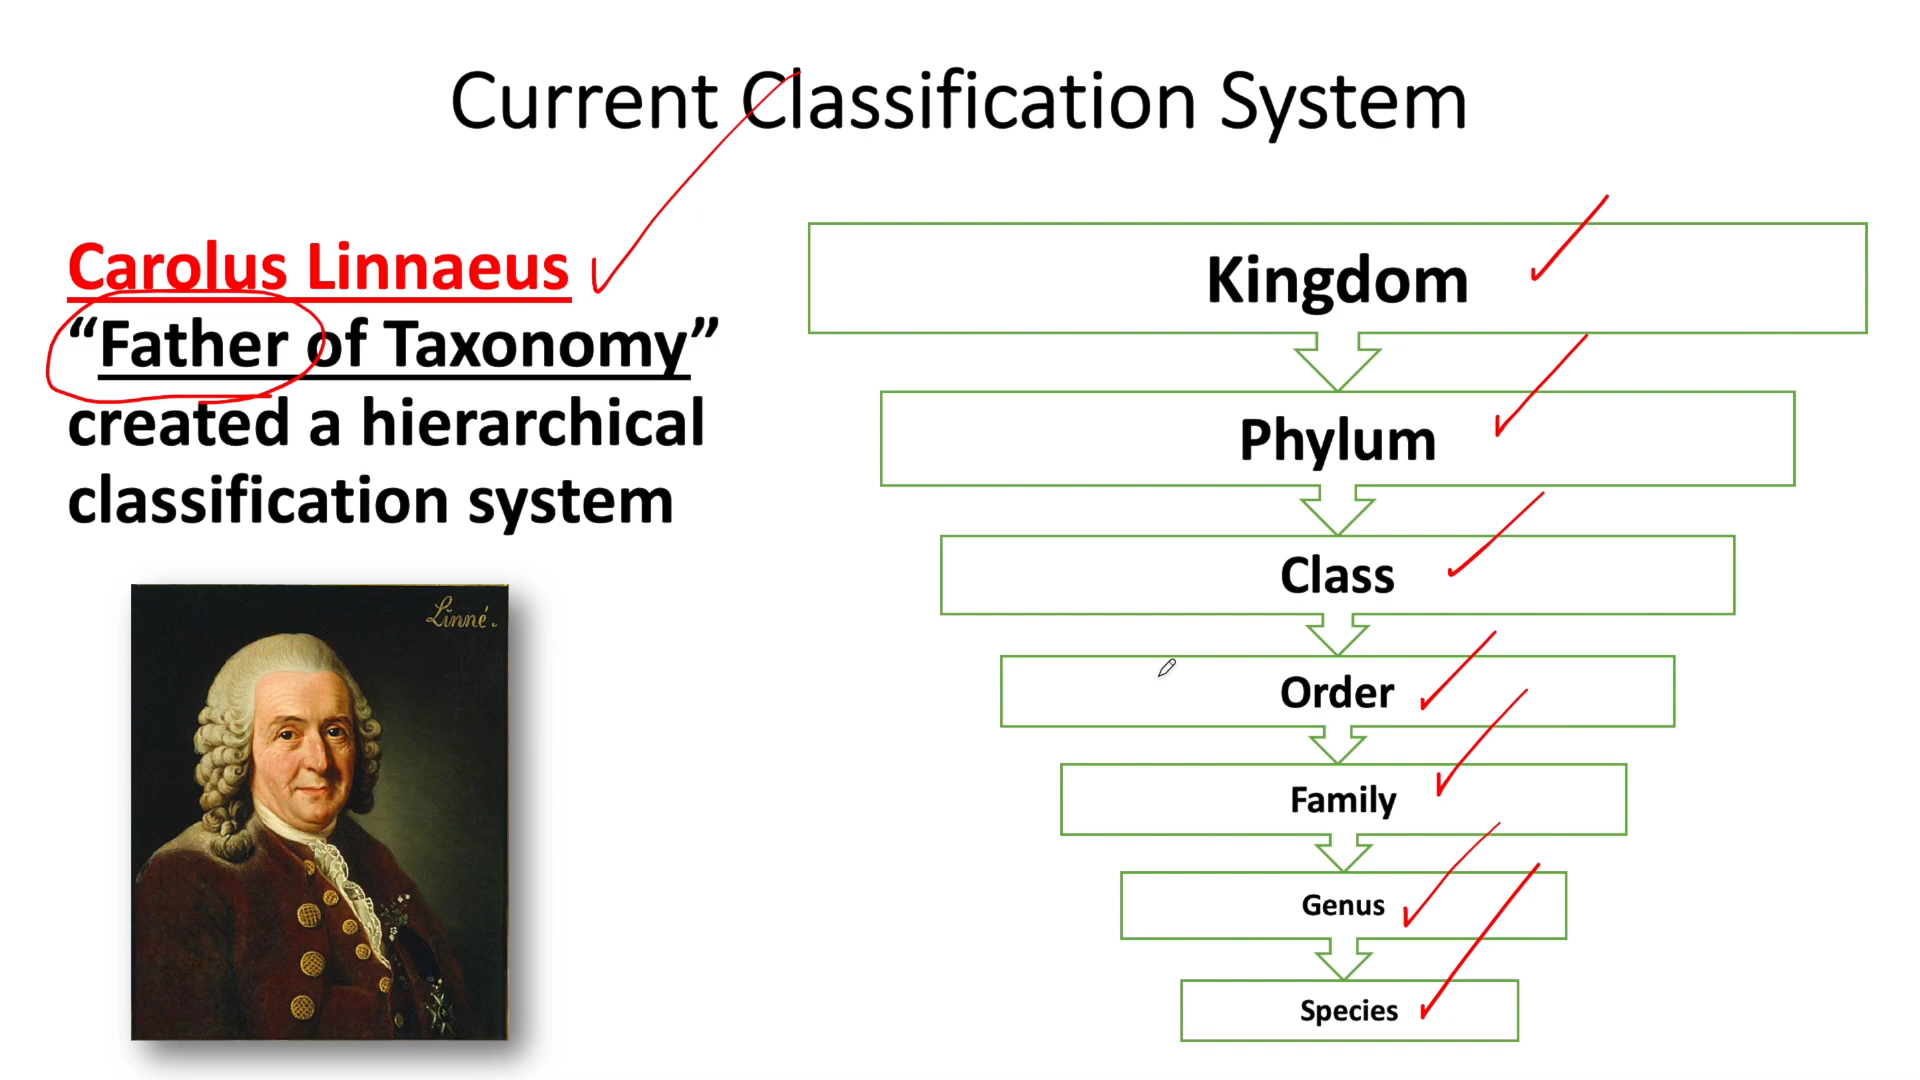 Current Classification System
Carolus Linnaeus
“Father of Taxonomy”
created a hierarchical
classification system
Linné.
Kingdom
Phylum
Class
Order
Family
Genus
Species